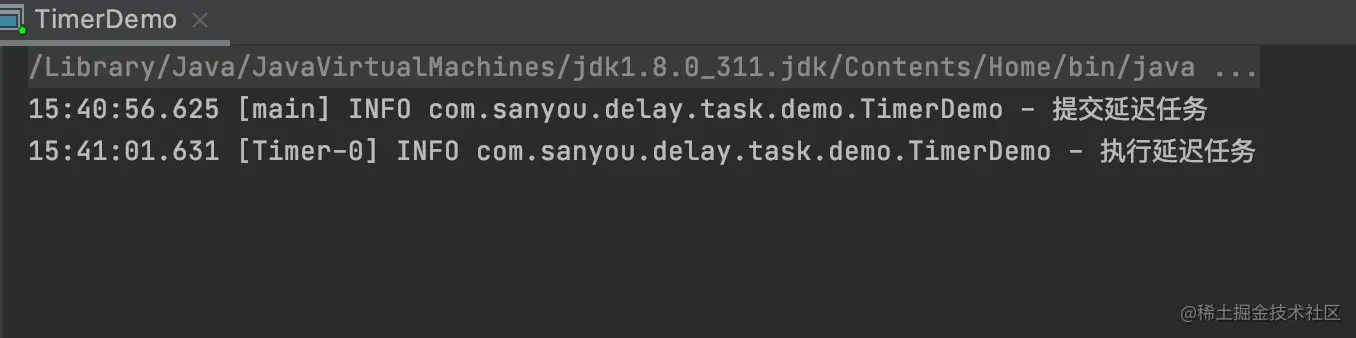 TimerDemo
/Library/Java/JavaVirtualMachines/jdk1.8.0_311.jdk/Contents/Home/bin/java ...
15:40:56.625 [main] INFO com.sanyou.delay.task.demo.TimerDemo - 提交延迟任务
15:41:01.631 [Timer-0] INFO com.sanyou.delay.task.demo.TimerDemo - 执行延迟任务
@稀土掘金技术社区